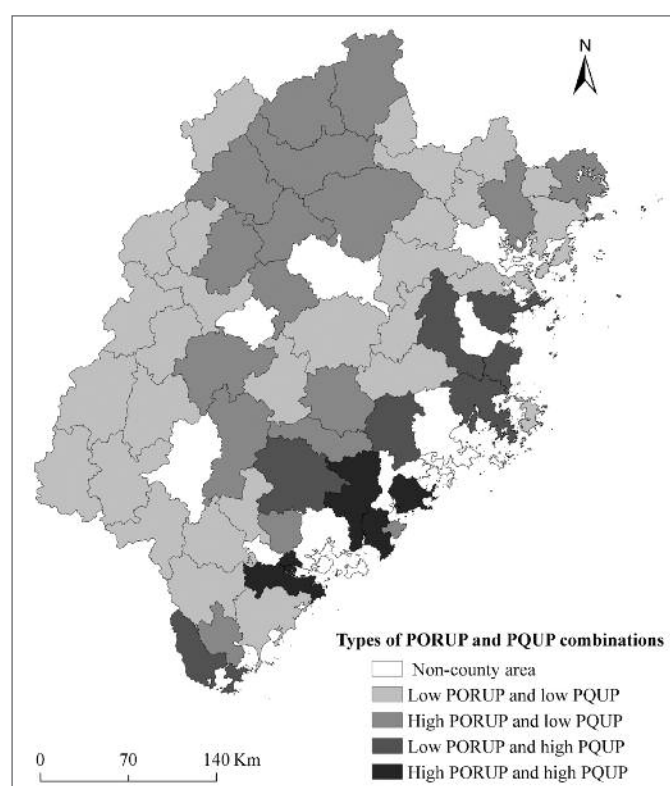 N
Types of PORUP and PQUP combinations
Non-county area
Low PORUP and low PQUP
High PORUP and low PQUP
Low PORUP and high PQUP
High PORUP and high PQUP
0 70 140 Km